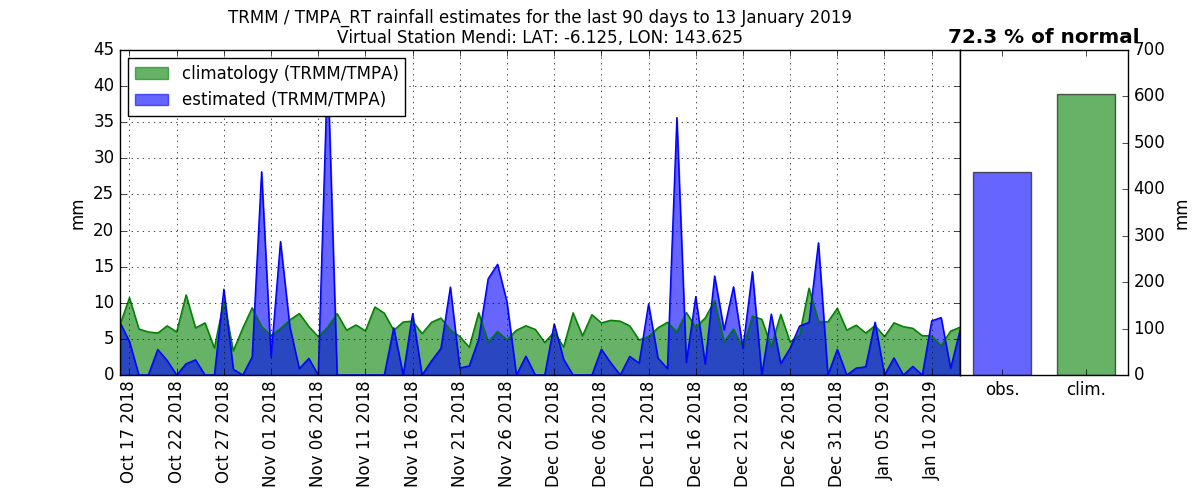 TRMM / TMPA_RT rainfall estimates for the last 90 days to 13 January 2019
Virtual Station Mendi: LAT: -6.125, LON: 143.625
72.3 % of normal
climatology (TRMM/TMPA)
estimated (TRMM/TMPA)
45
40
35
30
25
20
15
10
5
0
mm
Oct 17 2018
Oct 22 2018
Oct 27 2018
Nov 01 2018
Nov 06 2018
Nov 11 2018
Nov 16 2018
Nov 21 2018
Nov 26 2018
Dec 01 2018
Dec 06 2018
Dec 11 2018
Dec 16 2018
Dec 21 2018
Dec 26 2018
Dec 31 2018
Jan 05 2019
Jan 10 2019
700
600
500
400
300
200
100
0
mm
obs.
clim.